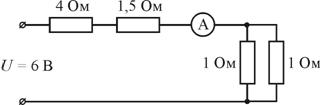 4 Ом
1,5 Ом
A
U = 6 В
1 Ом
1 Ом